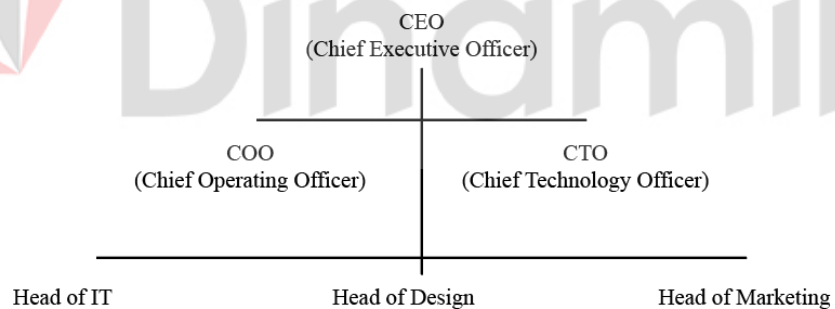 Dinami
CEO
(Chief Executive Officer)
COO
(Chief Operating Officer)
CTO
(Chief Technology Officer)
Head of IT
Head of Design
Head of Marketing